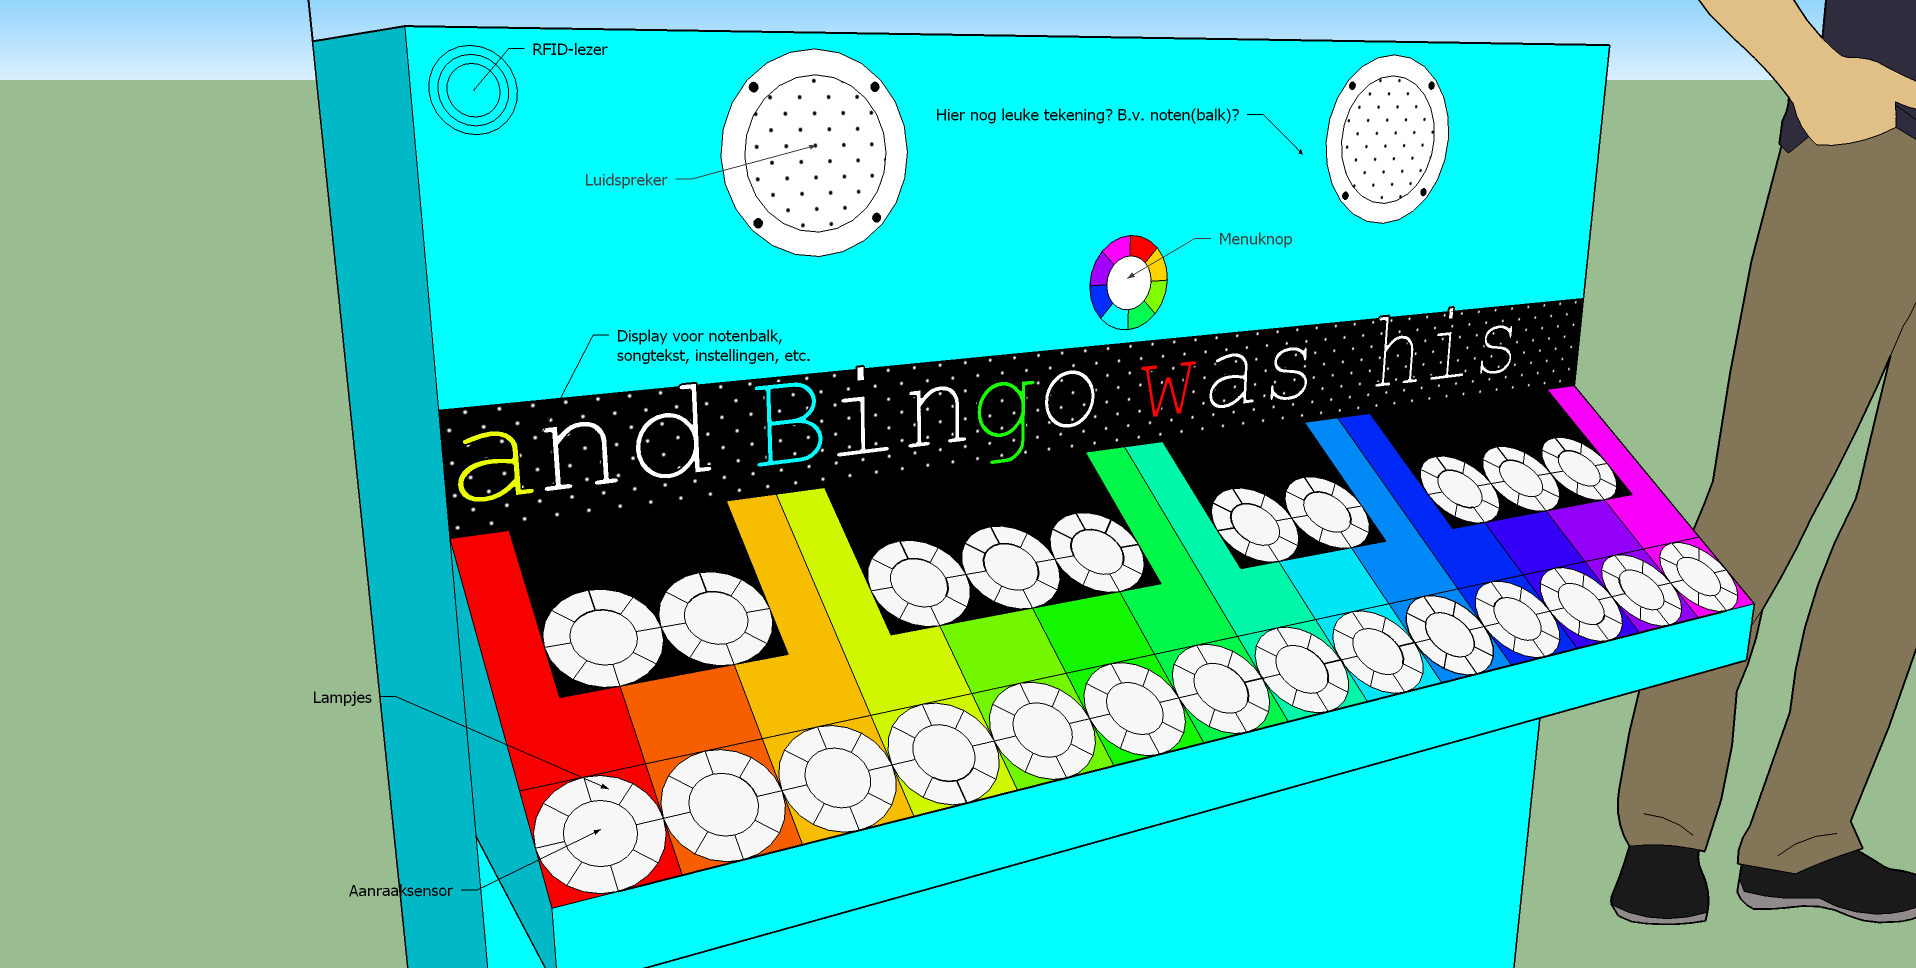 RFID-lezer
Hier nog leuke tekening? B.v. noten(balk)?
Luidspreker
Menuknop
Display voor notenbalk,
songtekst, instellingen, etc.
and Bingo was his
Lampjes
Aanraaksensor